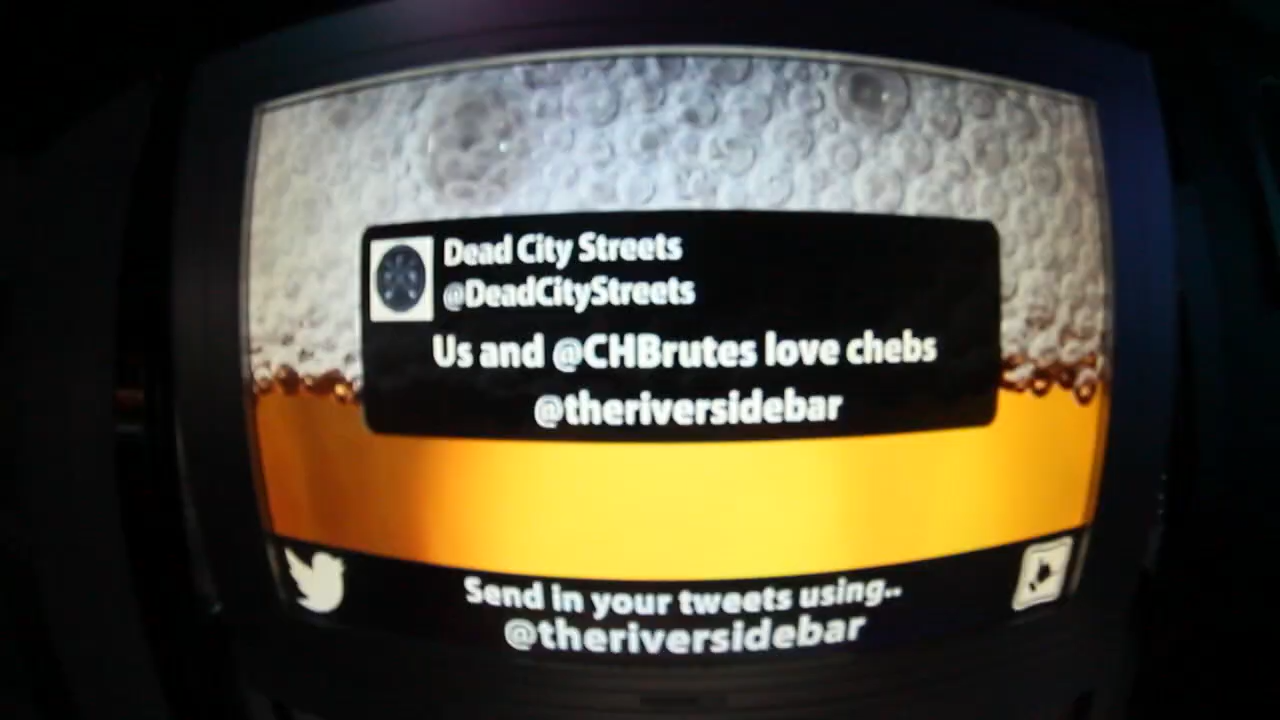 Dead City Streets
@DeadCityStreets
Us and @CHBrutes love chebs
@theriversidebar
Send in your tweets using..
@theriversidebar